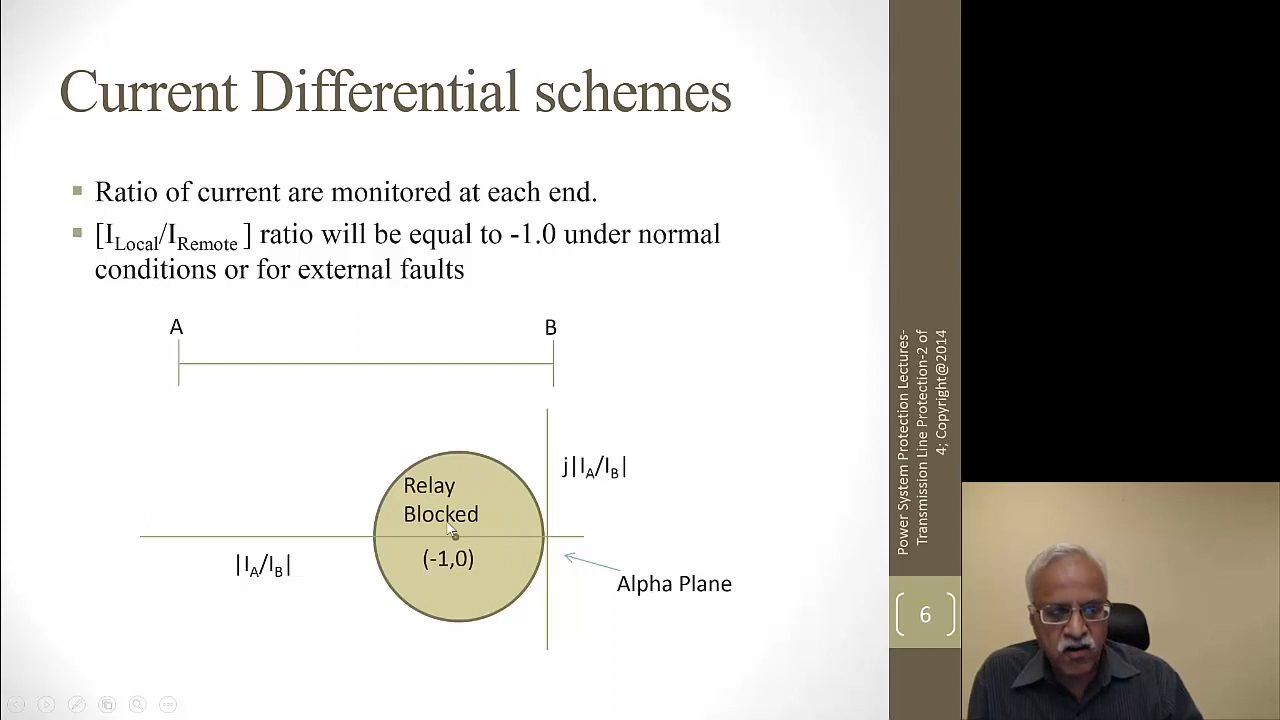 Current Differential schemes
Ratio of current are monitored at each end.
[I_Local/I_Remote ] ratio will be equal to -1.0 under normal
conditions or for external faults
A
B
j|I_A/I_B|
Relay
Blocked
(-1,0)
|I_A/I_B|
Alpha Plane
Power System Protection Lectures-
Transmission Line Protection-2 of
4; Copyright@2014
6